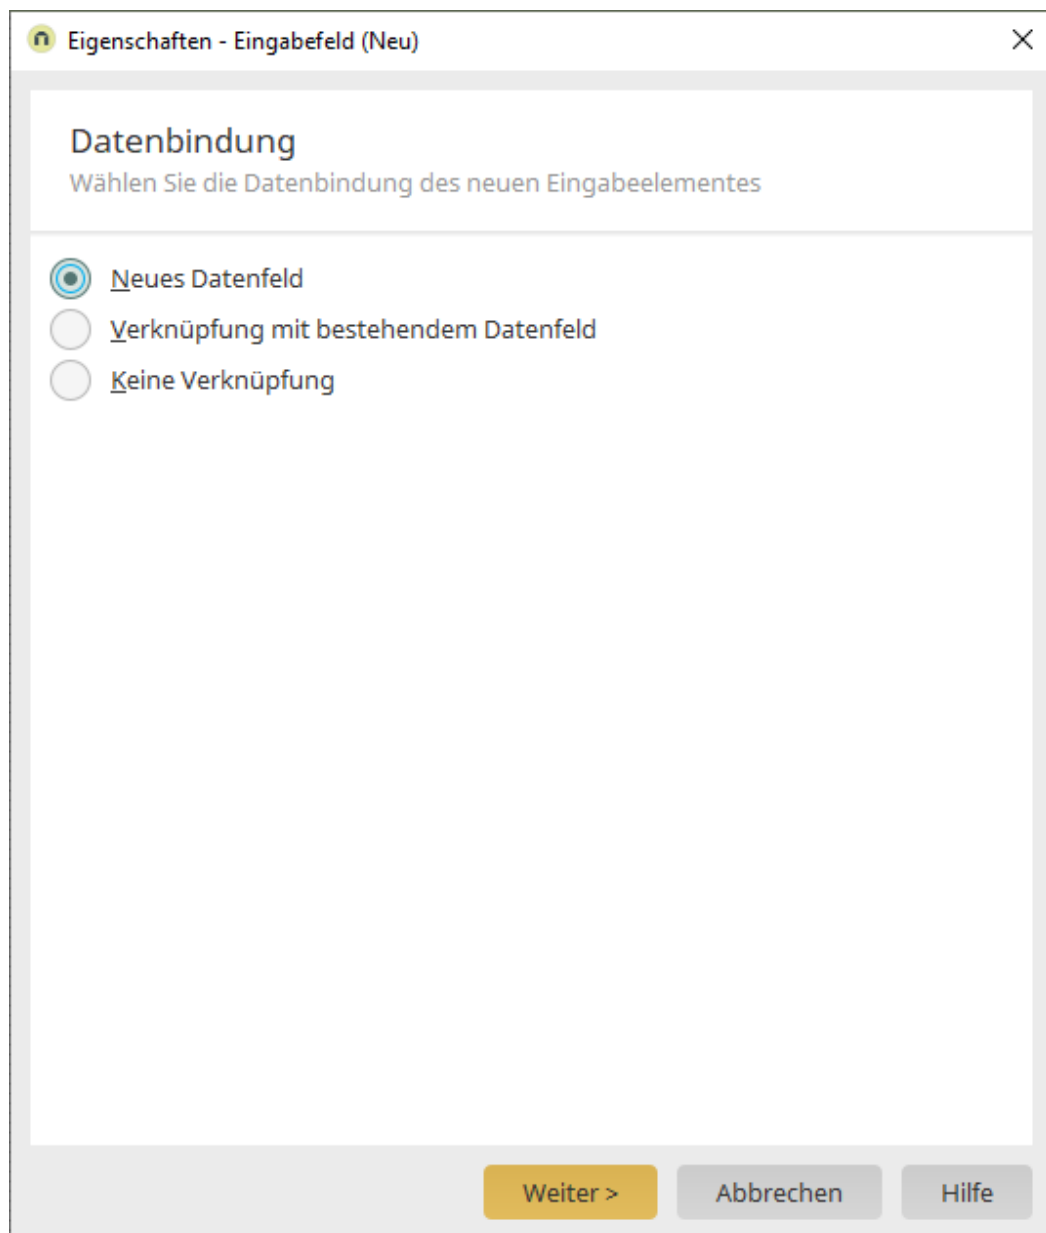 Eigenschaften - Eingabefeld (Neu)
Datenbindung
Wählen Sie die Datenbindung des neuen Eingabeelementes
Neues Datenfeld
Verknüpfung mit bestehendem Datenfeld
Keine Verknüpfung
Weiter > Abbrechen Hilfe